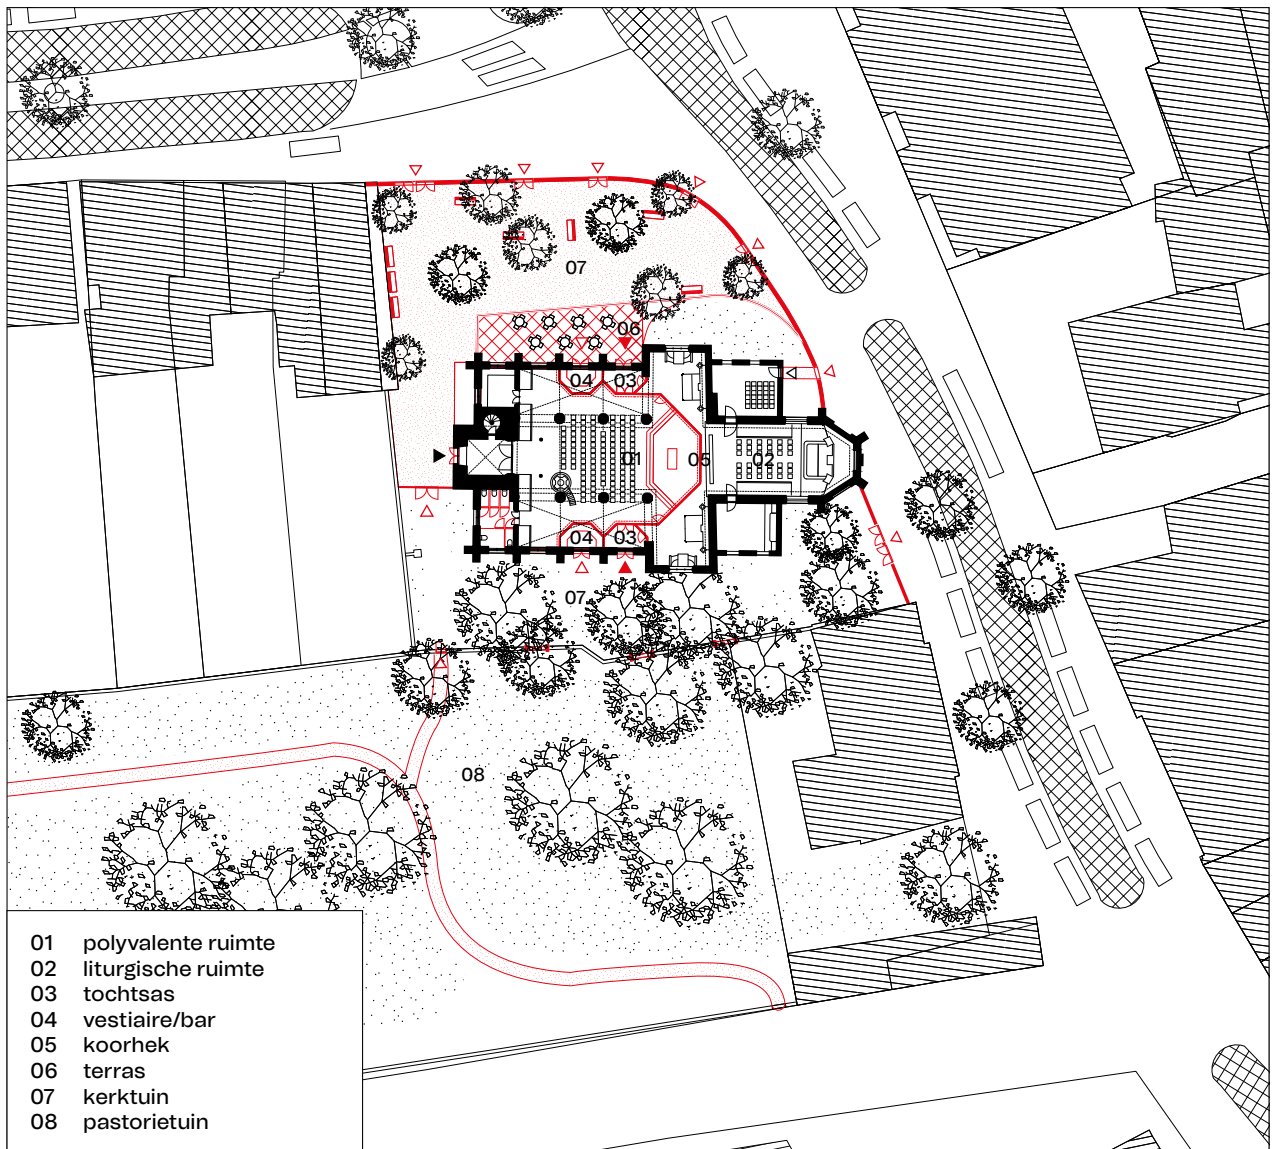 07
06
04 03
01 05 02
04 03
07
08
01 polyvalente ruimte
02 liturgische ruimte
03 tochtsas
04 vestiaire/bar
05 koorhek
06 terras
07 kerktuin
08 pastorietuin